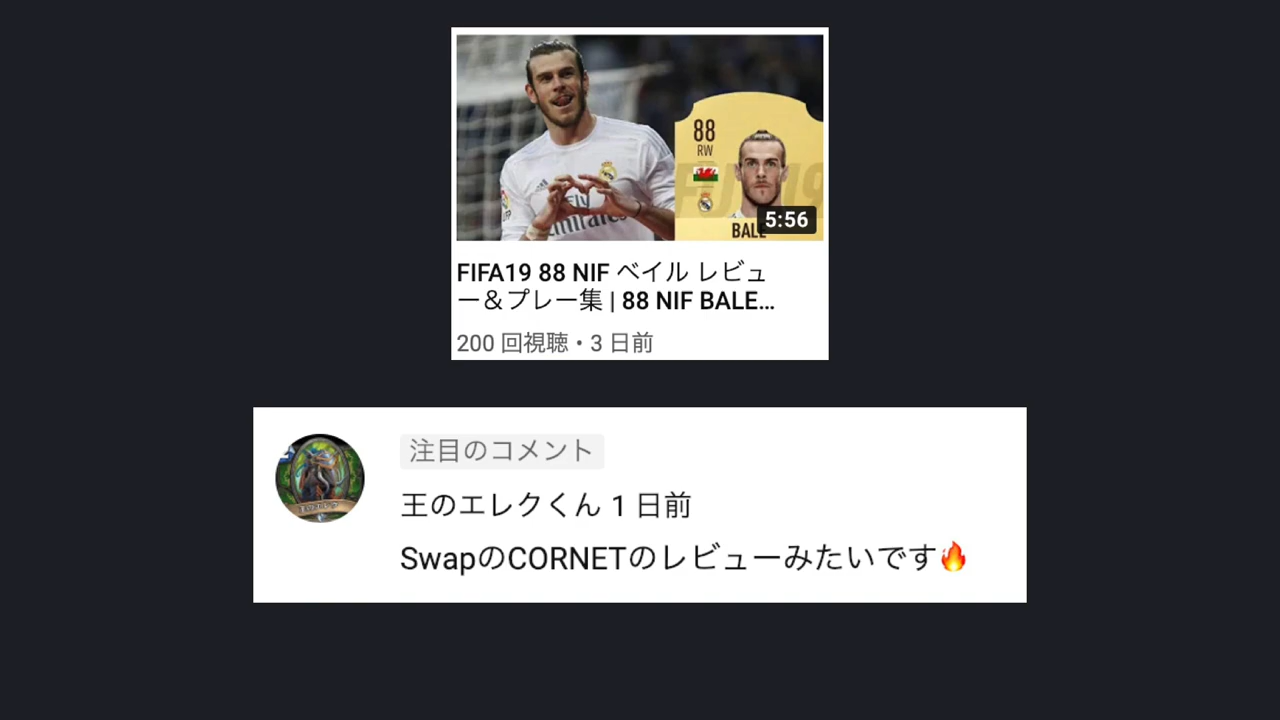 88
RW
BALE
5:56
FIFA19 88 NIF ベイル レビュ
ー＆プレー集 | 88 NIF BALE…
200 回視聴・3 日前
注目のコメント
王のエレクくん 1 日前
SwapのCORNETのレビューみたいです🔥